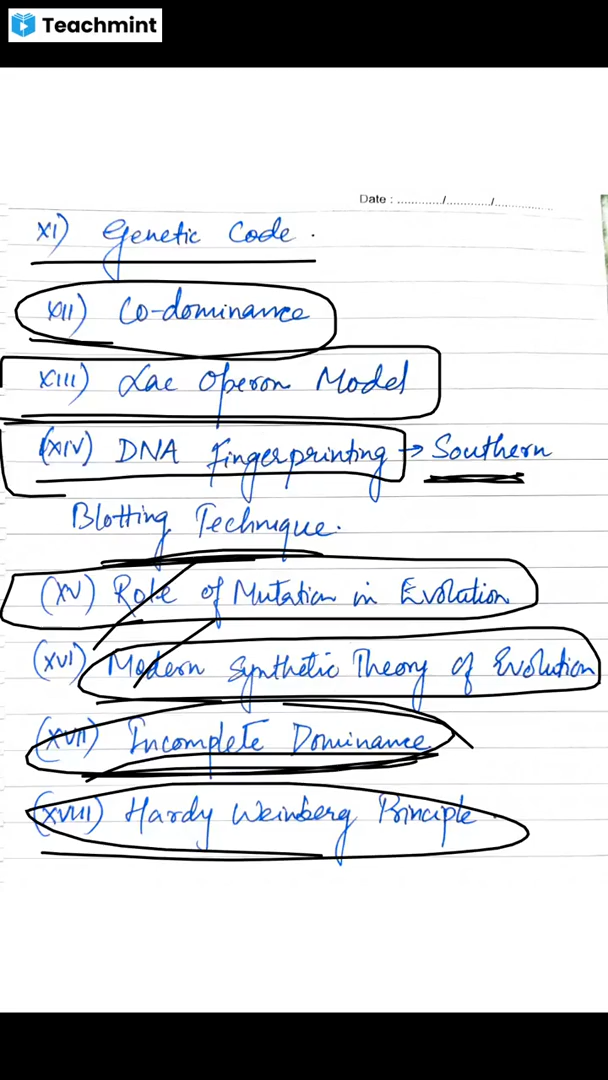 Teachmint
Date : ............/............/...............
XI) Genetic Code.
XII) Co-dominance
XIII) Lac Operon Model
(XIV) DNA Fingerprinting → Southern
Blotting Technique.
(XV) Role of Mutation in Evolation
(XVI) Modern Synthetic Theory of Evolution
(XVII) Incomplete Dominance
(XVIII) Hardy Weinberg Principle.